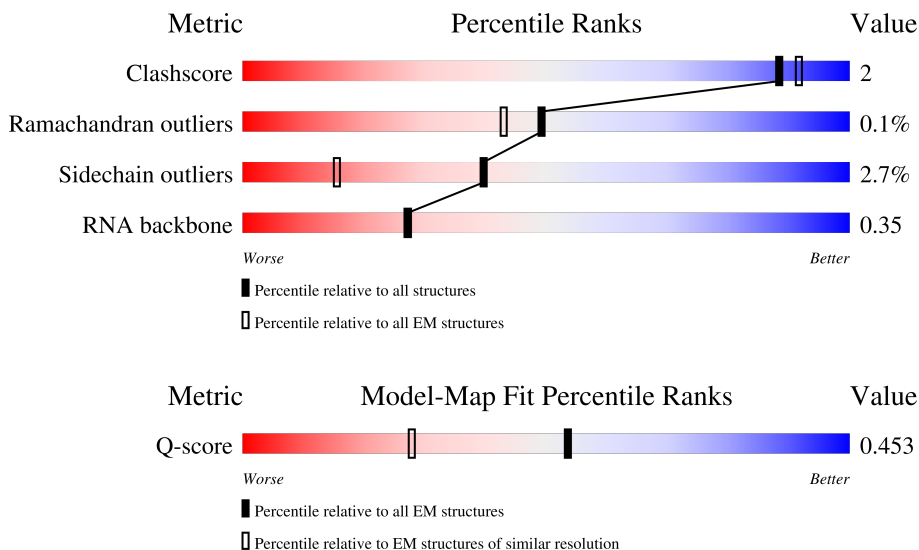 Metric Percentile Ranks Value
Clashscore 2
Ramachandran outliers 0.1%
Sidechain outliers 2.7%
RNA backbone 0.35
Worse Better
Percentile relative to all structures
Percentile relative to all EM structures
Metric Model-Map Fit Percentile Ranks Value
Q-score 0.453
Worse Better
Percentile relative to all EM structures
Percentile relative to EM structures of similar resolution